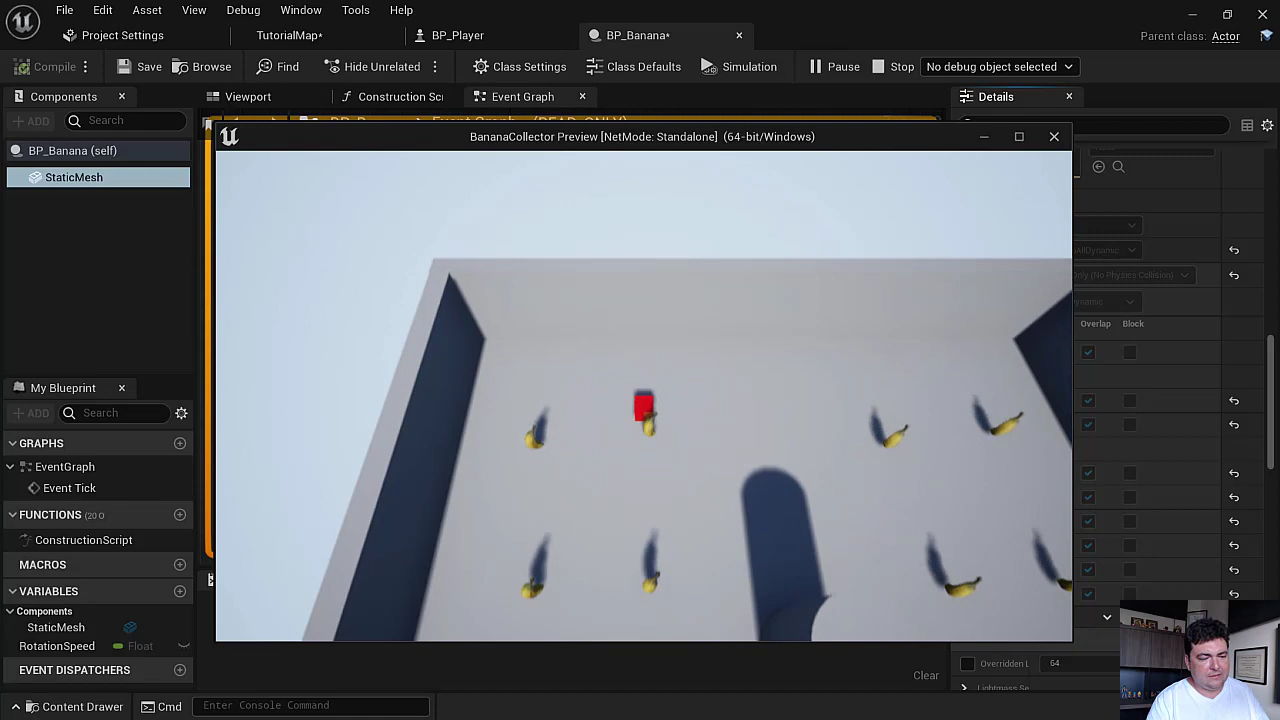 File Edit Asset View Debug Window Tools Help
Project Settings TutorialMap* BP_Player BP_Banana* Parent class: Actor
Compile Save Browse Find Hide Unrelated Class Settings Class Defaults Simulation Pause Stop No debug object selected
Components Viewport Construction Scr Event Graph Details
ADD Search
BananaCollector Preview [NetMode: Standalone] (64-bit/Windows)
BP_Banana (self)
StaticMesh
Overlap Block
My Blueprint
ADD Search
GRAPHS
EventGraph
Event Tick
FUNCTIONS (20 O
ConstructionScript
MACROS
VARIABLES
Components
StaticMesh
RotationSpeed Float
EVENT DISPATCHERS
Clear
Overridden L 64
Lightmass Se
Content Drawer Cmd Enter Console Command